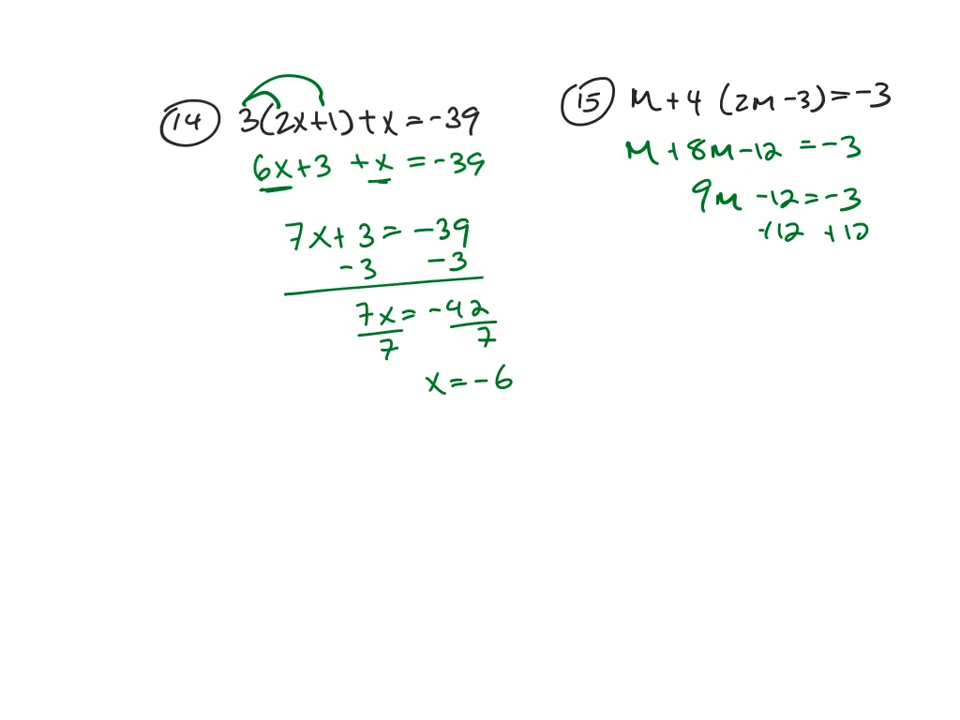 14 3(2x+1)+x=-39
6x+3 +x=-39
7x+3=-39
-3 -3
7x=-42
7 7
x=-6
15 M+4 (2M-3)=-3
M+8M-12=-3
9M -12=-3
+12 +12